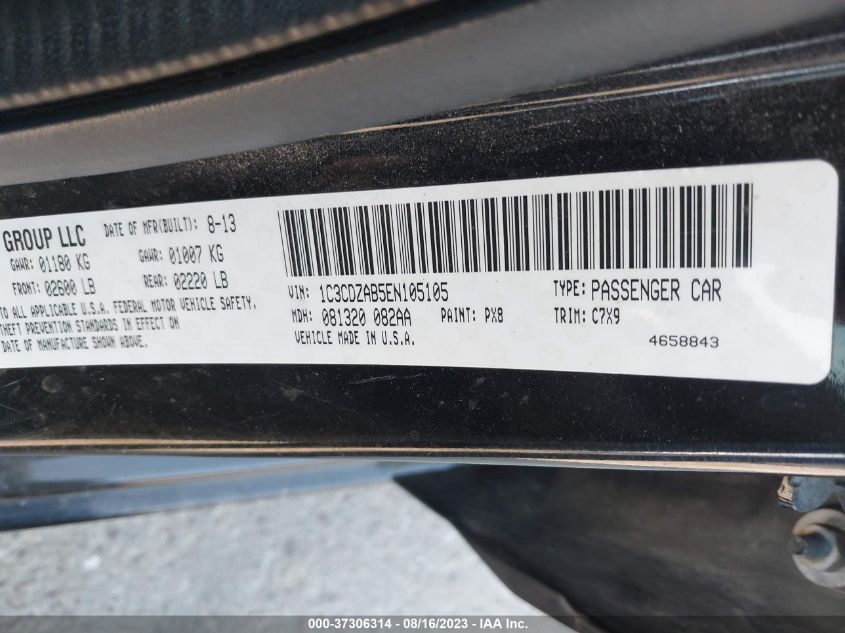 GROUP LLC DATE OF MFR(BUILT): 8-13
GAWR: 01180 KG GAWR: 01007 KG
FRONT: 02600 LB REAR: 02220 LB
TO ALL APPLICABLE U.S.A. FEDERAL MOTOR VEHICLE SAFETY,
THEFT PREVENTION STANDARDS IN EFFECT
DATE OF MANUFACTURE SHOWN ABOVE.
VIN: 1C3CDZAB5EN105105 TYPE: PASSENGER CAR
MDH: 081320 082AA PAINT: PX8 TRIM: C7X9
VEHICLE MADE IN U.S.A. 4658843
000-37306314 - 08/16/2023 - IAA Inc.